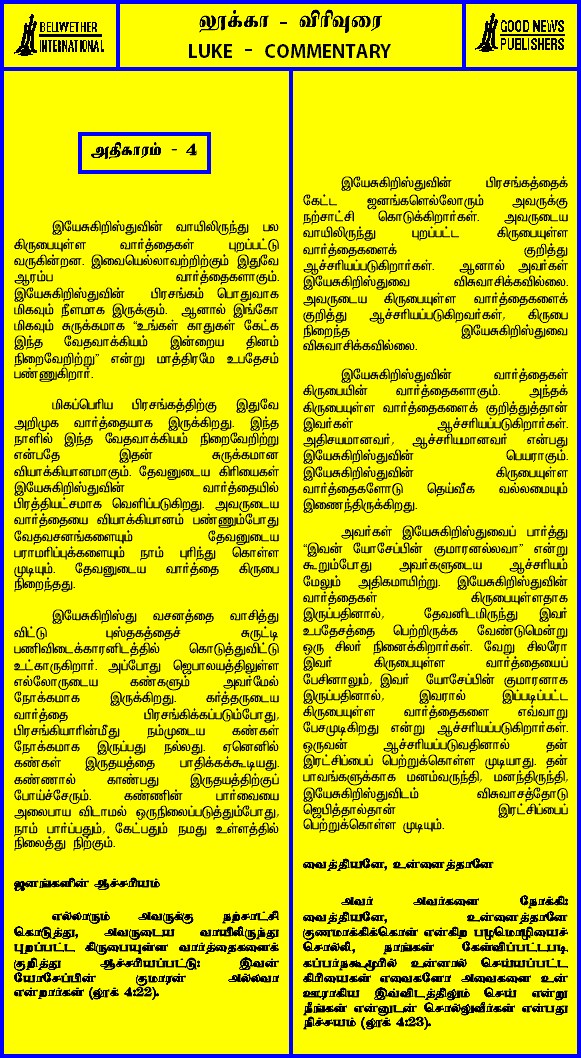 BELLWETHER
INTERNATIONAL
லூக்கா - விரிவுரை
LUKE - COMMENTARY
GOOD NEWS
PUBLISHERS
அதிகாரம் - 4
இயேசுகிறிஸ்துவின் வாயிலிருந்து பல
கிருபையுள்ள வார்த்தைகள் புறப்பட்டு
வருகின்றன. இவையெல்லாவற்றிற்கும் இதுவே
ஆரம்ப வார்த்தைகளாகும்.
இயேசுகிறிஸ்துவின் பிரசங்கம் பொதுவாக
மிகவும் நீளமாக இருக்கும். ஆனால் இங்கோ
மிகவும் சுருக்கமாக "உங்கள் காதுகள் கேட்க
இந்த வேதவாக்கியம் இன்றைய தினம்
நிறைவேறிற்று" என்று மாத்திரமே உபதேசம்
பண்ணுகிறார்.
மிகப்பெரிய பிரசங்கத்திற்கு இதுவே
அறிமுக வார்த்தையாக இருக்கிறது. இந்த
நாளில் இந்த வேதவாக்கியம் நிறைவேறிற்று
என்பதே இதன் சுருக்கமான
வியாக்கியானமாகும். தேவனுடைய கிரியைகள்
இயேசுகிறிஸ்துவின் வார்த்தையில்
பிரத்தியட்சமாக வெளிப்படுகிறது. அவருடைய
வார்த்தையை வியாக்கியானம் பண்ணும்போது
வேதவசனங்களையும் தேவனுடைய
பராமரிப்புக்களையும் நாம் புரிந்து கொள்ள
முடியும். தேவனுடைய வார்த்தை கிருபை
நிறைந்தது.
இயேசுகிறிஸ்து வசனத்தை வாசித்து
விட்டு புஸ்தகத்தைச் சுருட்டி
பணிவிடைக்காரனிடத்தில் கொடுத்துவிட்டு
உட்காருகிறார். அப்போது ஜெபாலயத்திலுள்ள
எல்லோருடைய கண்களும் அவர்மேல்
நோக்கமாக இருக்கிறது. கர்த்தருடைய
வார்த்தை பிரசங்கிக்கப்படும்போது,
பிரசங்கியாரின்மீது நம்முடைய கண்கள்
நோக்கமாக இருப்பது நல்லது. ஏனெனில்
கண்கள் இருதயத்தை பாதிக்கக்கூடியது.
கண்ணால் காண்பது இருதயத்திற்குப்
போய்ச்சேரும். கண்ணின் பார்வையை
அலைபாய விடாமல் ஒருநிலைப்படுத்தும்போது,
நாம் பார்ப்பதும், கேட்பதும் நமது உள்ளத்தில்
நிலைத்து நிற்கும்.
ஜனங்களின் ஆச்சரியம்
எல்லாரும் அவருக்கு நற்சாட்சி
கொடுத்து, அவருடைய வாயிலிருந்து
புறப்பட்ட கிருபையுள்ள வார்த்தைகளைக்
குறித்து ஆச்சரியப்பட்டு: இவன்
யோசேப்பின் குமாரன் அல்லவா
என்றார்கள் (லூக் 4:22).
இயேசுகிறிஸ்துவின் பிரசங்கத்தைக்
கேட்ட ஜனங்களெல்லோரும் அவருக்கு
நற்சாட்சி கொடுக்கிறார்கள். அவருடைய
வாயிலிருந்து புறப்பட்ட கிருபையுள்ள
வார்த்தைகளைக் குறித்து
ஆச்சரியப்படுகிறார்கள். ஆனால் அவர்கள்
இயேசுகிறிஸ்துவை விசுவாசிக்கவில்லை.
அவருடைய கிருபையுள்ள வார்த்தைகளைக்
குறித்து ஆச்சரியப்படுகிறவர்கள், கிருபை
நிறைந்த இயேசுகிறிஸ்துவை
விசுவாசிக்கவில்லை.
இயேசுகிறிஸ்துவின் வார்த்தைகள்
கிருபையின் வார்த்தைகளாகும். அந்தக்
கிருபையுள்ள வார்த்தைகளைக் குறித்துத்தான்
இவர்கள் ஆச்சரியப்படுகிறார்கள்.
அதிசயமானவர், ஆச்சரியமானவர் என்பது
இயேசுகிறிஸ்துவின் பெயராகும்.
இயேசுகிறிஸ்துவின் கிருபையுள்ள
வார்த்தைகளோடு தெய்வீக வல்லமையும்
இணைந்திருக்கிறது.
அவர்கள் இயேசுகிறிஸ்துவைப் பார்த்து
"இவன் யோசேப்பின் குமாரனல்லவா" என்று
கூறும்போது அவர்களுடைய ஆச்சரியம்
மேலும் அதிகமாயிற்று. இயேசுகிறிஸ்துவின்
வார்த்தைகள் கிருபையுள்ளதாக
இருப்பதினால், தேவனிடமிருந்து இவர்
உபதேசத்தை பெற்றிருக்க வேண்டுமென்று
ஒரு சிலர் நினைக்கிறார்கள். வேறு சிலரோ
இவர் கிருபையுள்ள வார்த்தையைப்
பேசினாலும், இவர் யோசேப்பின் குமாரனாக
இருப்பதினால், இவரால் இப்படிப்பட்ட
கிருபையுள்ள வார்த்தைகளை எவ்வாறு
பேசமுடிகிறது என்று ஆச்சரியப்படுகிறார்கள்.
ஒருவன் ஆச்சரியப்படுவதினால் தன்
இரட்சிப்பைப் பெற்றுக்கொள்ள முடியாது. தன்
பாவங்களுக்காக மனம்வருந்தி, மனந்திருந்தி,
இயேசுகிறிஸ்துவிடம் விசுவாசத்தோடு
ஜெபித்தால்தான் இரட்சிப்பைப்
பெற்றுக்கொள்ள முடியும்.
வைத்தியனே, உன்னைத்தானே
அவர் அவர்களை நோக்கி:
வைத்தியனே, உன்னைத்தானே
குணமாக்கிக்கொள் என்கிற பழமொழியைச்
சொல்லி, நாங்கள் கேள்விப்பட்டபடி
கப்பர்நகூமூரில் உன்னால் செய்யப்பட்ட
கிரியைகள் எவைகளோ அவைகளை உன்
ஊராகிய இவ்விடத்திலும் செய் என்று
நீங்கள் என்னுடன் சொல்லுவீர்கள் என்பது
நிச்சயம் (லூக் 4:23).